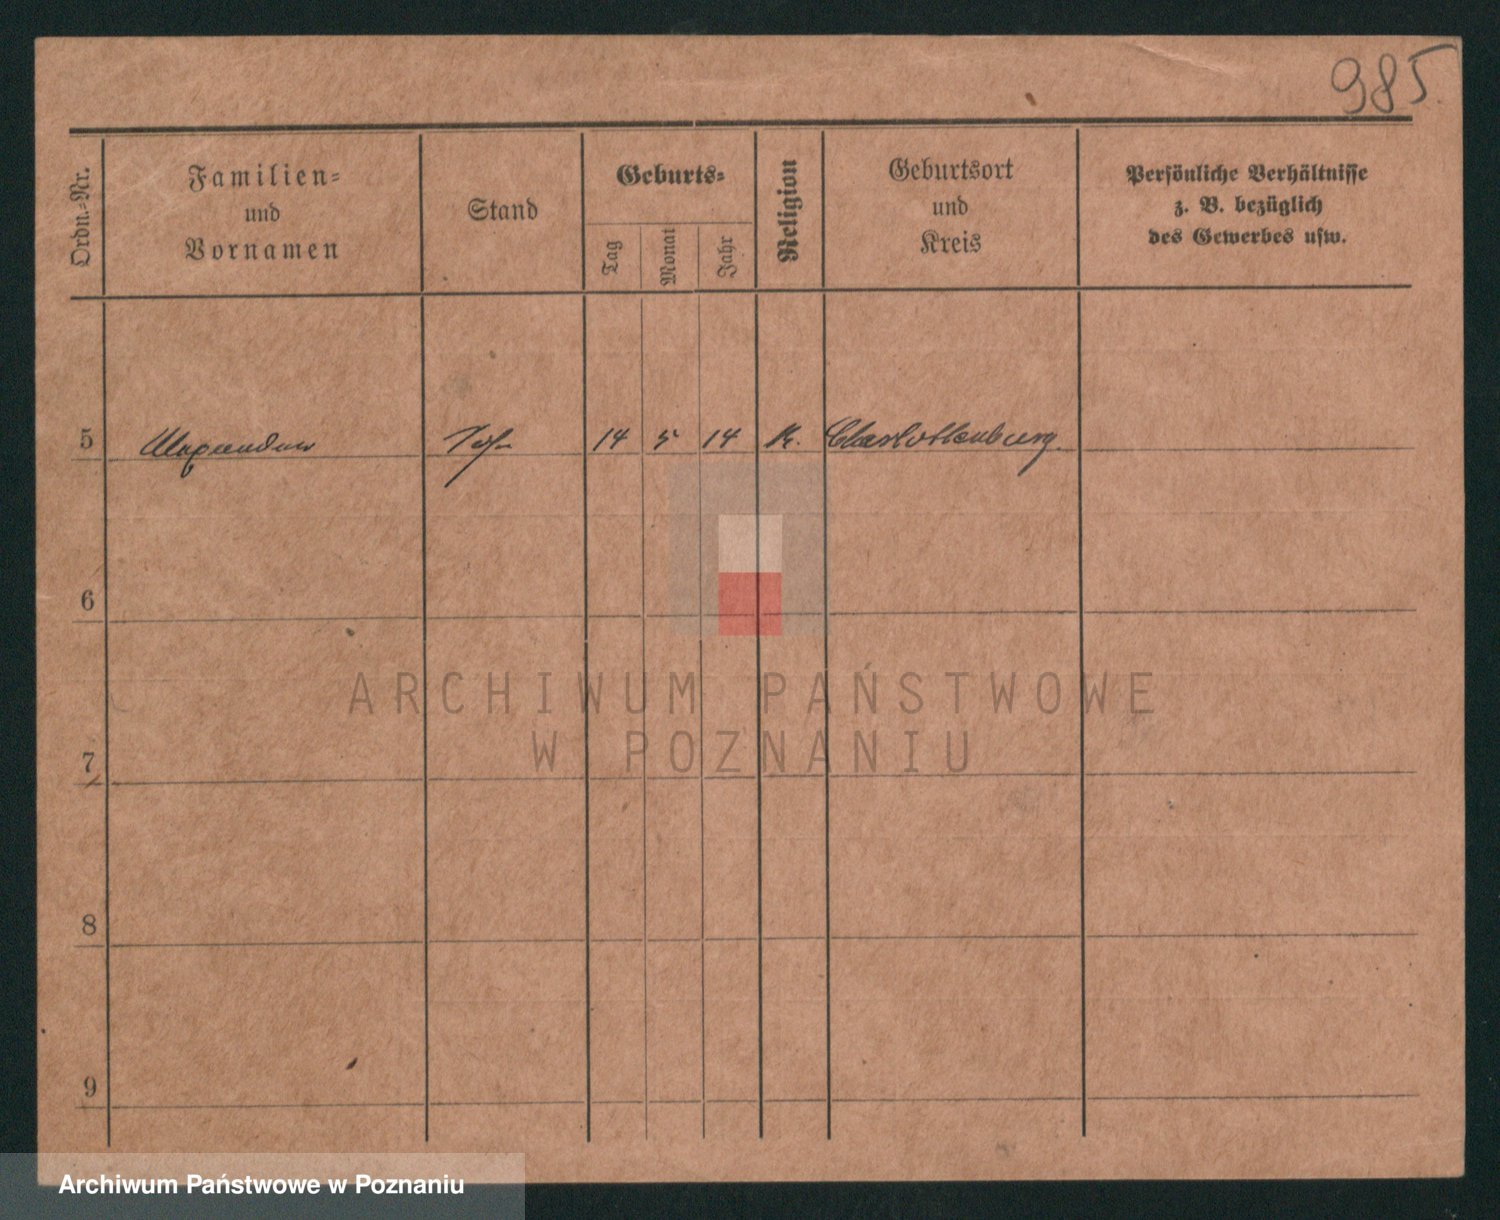 985
Ordn.=Nr.
Familien=
und
Vornamen
Stand
Geburts=
Tag
Monat
Jahr
Religion
Geburtsort
und
Kreis
Persönliche Verhältnisse
z. B. bezüglich
des Gewerbes usw.
5 14 5 14 K. Charlottenburg.
6
7
8
9
ARCHIWUM PAŃSTWOWE
W POZNANIU
Archiwum Państwowe w Poznaniu